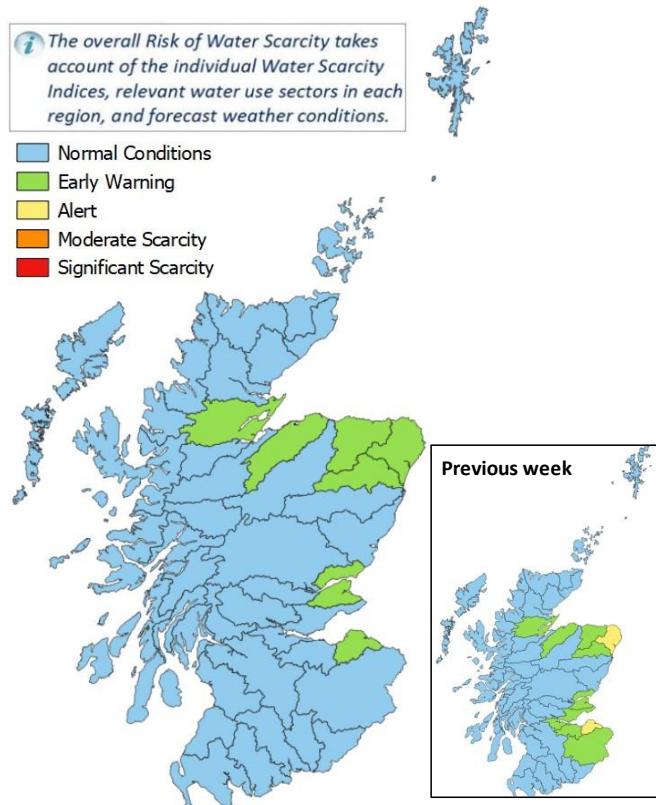 The overall Risk of Water Scarcity takes
account of the individual Water Scarcity
Indices, relevant water use sectors in each
region, and forecast weather conditions.
Normal Conditions
Early Warning
Alert
Moderate Scarcity
Significant Scarcity
Previous week